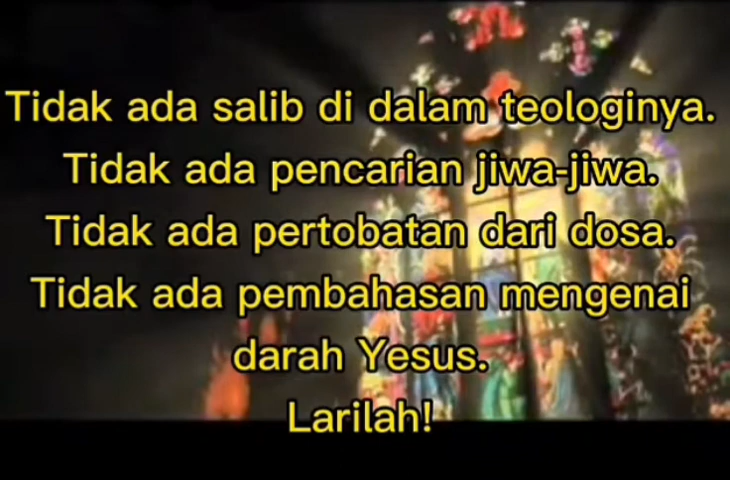 Tidak ada salib di dalam teologinya.
Tidak ada pencarian jiwa-jiwa.
Tidak ada pertobatan dari dosa.
Tidak ada pembahasan mengenai
darah Yesus.
Larilah!